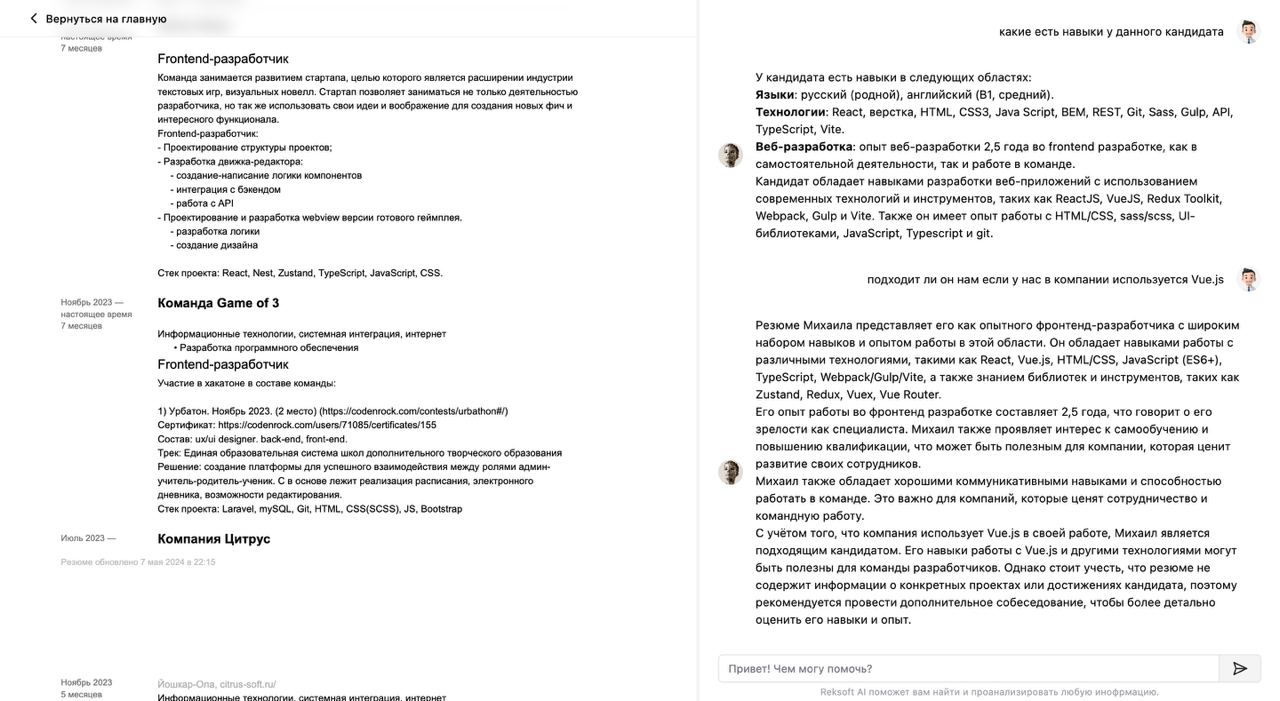 Вернуться на главную
настоящее время
7 месяцев
Frontend-разработчик
Команда занимается развитием стартапа, целью которого является расширении индустрии
текстовых игр, визуальных новелл. Стартап позволяет заниматься не только деятельностью
разработчика, но так же использовать свои идеи и воображение для создания новых фич и
интересного функционала.
Frontend-разработчик:
- Проектирование структуры проектов;
- Разработка движка-редактора:
- создание-написание логики компонентов
- интеграция с бэкендом
- работа с API
- Проектирование и разработка webview версии готового геймплея.
- разработка логики
- создание дизайна
Стек проекта: React, Nest, Zustand, TypeScript, JavaScript, CSS.
Ноябрь 2023 —
настоящее время
7 месяцев
Команда Game of 3
Информационные технологии, системная интеграция, интернет
• Разработка программного обеспечения
Frontend-разработчик
Участие в хакатоне в составе команды:
1) Урбатон. Ноябрь 2023. (2 место) (https://codenrock.com/contests/urbathon#/)
Сертификат: https://codenrock.com/users/71085/certificates/155
Состав: ux/ui designer. back-end, front-end.
Трек: Единая образовательная система школ дополнительного творческого образования
Решение: создание платформы для успешного взаимодействия между ролями админ-
учитель-родитель-ученик. С в основе лежит реализация расписания, электронного
дневника, возможности редактирования.
Стек проекта: Laravel, mySQL, Git, HTML, CSS(SCSS), JS, Bootstrap
Июль 2023 —
Компания Цитрус
Резюме обновлено 7 мая 2024 в 22:15
Ноябрь 2023
5 месяцев
Йошкар-Ола, citrus-soft.ru/
Информационные технологии, системная интеграция, интернет
какие есть навыки у данного кандидата
У кандидата есть навыки в следующих областях:
Языки: русский (родной), английский (B1, средний).
Технологии: React, верстка, HTML, CSS3, Java Script, BEM, REST, Git, Sass, Gulp, API,
TypeScript, Vite.
Веб-разработка: опыт веб-разработки 2,5 года во frontend разработке, как в
самостоятельной деятельности, так и работе в команде.
Кандидат обладает навыками разработки веб-приложений с использованием
современных технологий и инструментов, таких как ReactJS, VueJS, Redux Toolkit,
Webpack, Gulp и Vite. Также он имеет опыт работы с HTML/CSS, sass/scss, UI-
библиотеками, JavaScript, Typescript и git.
подходит ли он нам если у нас в компании используется Vue.js
Резюме Михаила представляет его как опытного фронтенд-разработчика с широким
набором навыков и опытом работы в этой области. Он обладает навыками работы с
различными технологиями, такими как React, Vue.js, HTML/CSS, JavaScript (ES6+),
TypeScript, Webpack/Gulp/Vite, а также знанием библиотек и инструментов, таких как
Zustand, Redux, Vuex, Vue Router.
Его опыт работы во фронтенд разработке составляет 2,5 года, что говорит о его
зрелости как специалиста. Михаил также проявляет интерес к самообучению и
повышению квалификации, что может быть полезным для компании, которая ценит
развитие своих сотрудников.
Михаил также обладает хорошими коммуникативными навыками и способностью
работать в команде. Это важно для компаний, которые ценят сотрудничество и
командную работу.
С учётом того, что компания использует Vue.js в своей работе, Михаил является
подходящим кандидатом. Его навыки работы с Vue.js и другими технологиями могут
быть полезны для команды разработчиков. Однако стоит учесть, что резюме не
содержит информации о конкретных проектах или достижениях кандидата, поэтому
рекомендуется провести дополнительное собеседование, чтобы более детально
оценить его навыки и опыт.
Привет! Чем могу помочь?
Reksoft AI поможет вам найти и проанализировать любую инофрмацию.